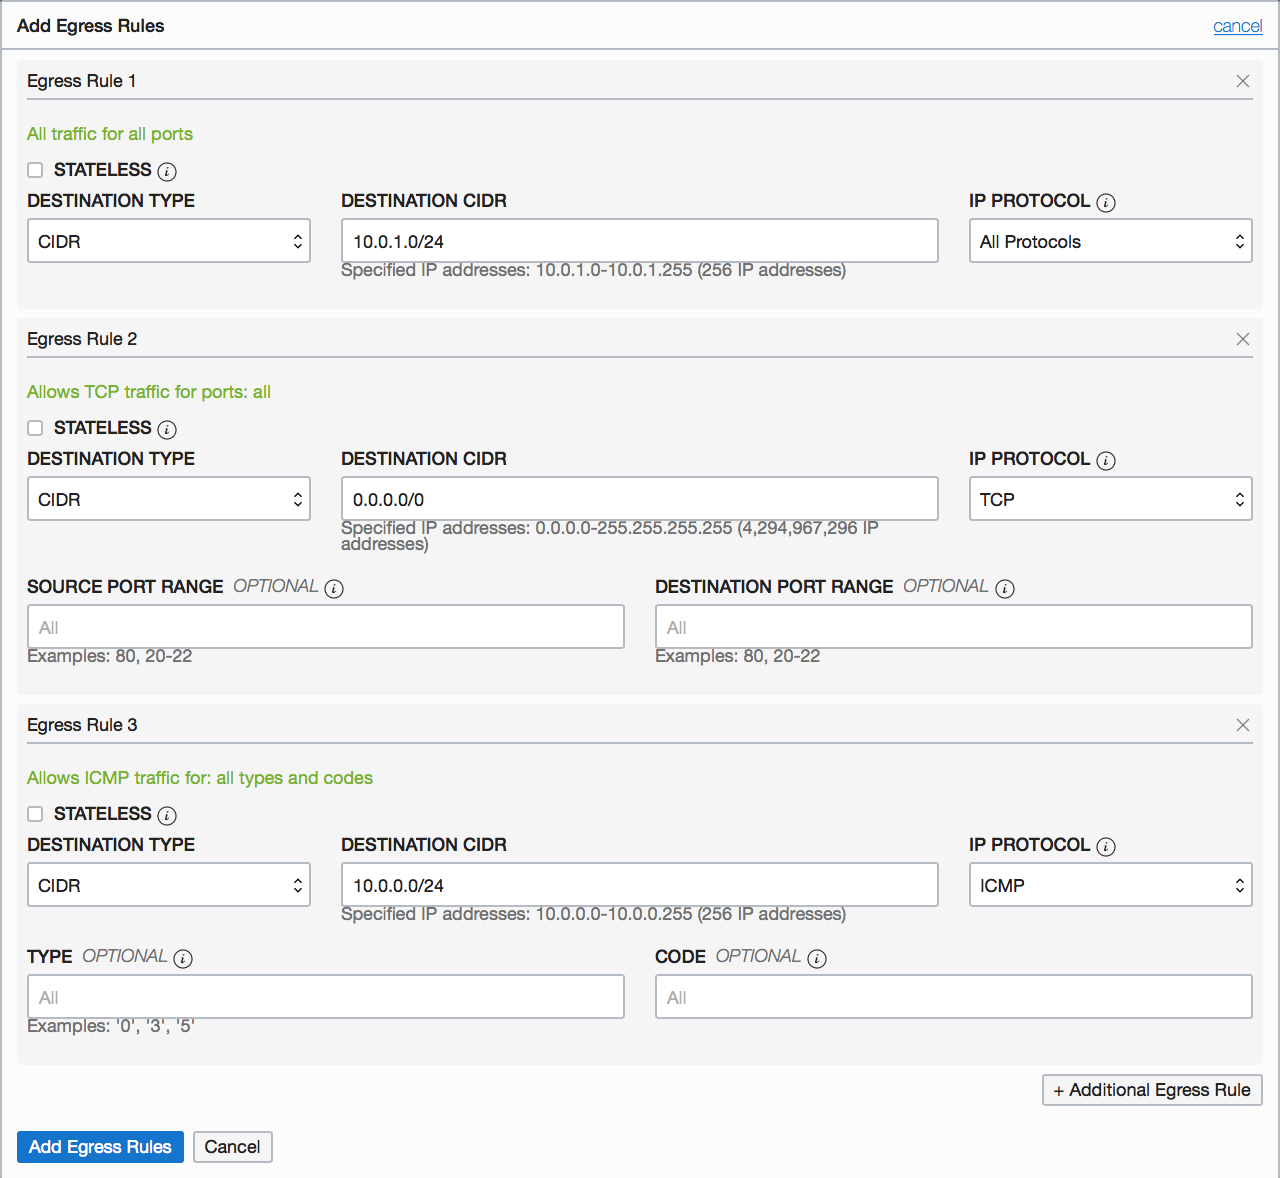 Add Egress Rules cancel
Egress Rule 1
All traffic for all ports
STATELESS
DESTINATION TYPE DESTINATION CIDR IP PROTOCOL
CIDR 10.0.1.0/24 All Protocols
Specified IP addresses: 10.0.1.0-10.0.1.255 (256 IP addresses)
Egress Rule 2
Allows TCP traffic for ports: all
STATELESS
DESTINATION TYPE DESTINATION CIDR IP PROTOCOL
CIDR 0.0.0.0/0 TCP
Specified IP addresses: 0.0.0.0-255.255.255.255 (4,294,967,296 IP
addresses)
SOURCE PORT RANGE OPTIONAL DESTINATION PORT RANGE OPTIONAL
All All
Examples: 80, 20-22 Examples: 80, 20-22
Egress Rule 3
Allows ICMP traffic for: all types and codes
STATELESS
DESTINATION TYPE DESTINATION CIDR IP PROTOCOL
CIDR 10.0.0.0/24 ICMP
Specified IP addresses: 10.0.0.0-10.0.0.255 (256 IP addresses)
TYPE OPTIONAL CODE OPTIONAL
All All
Examples: '0', '3', '5'
+ Additional Egress Rule
Add Egress Rules Cancel